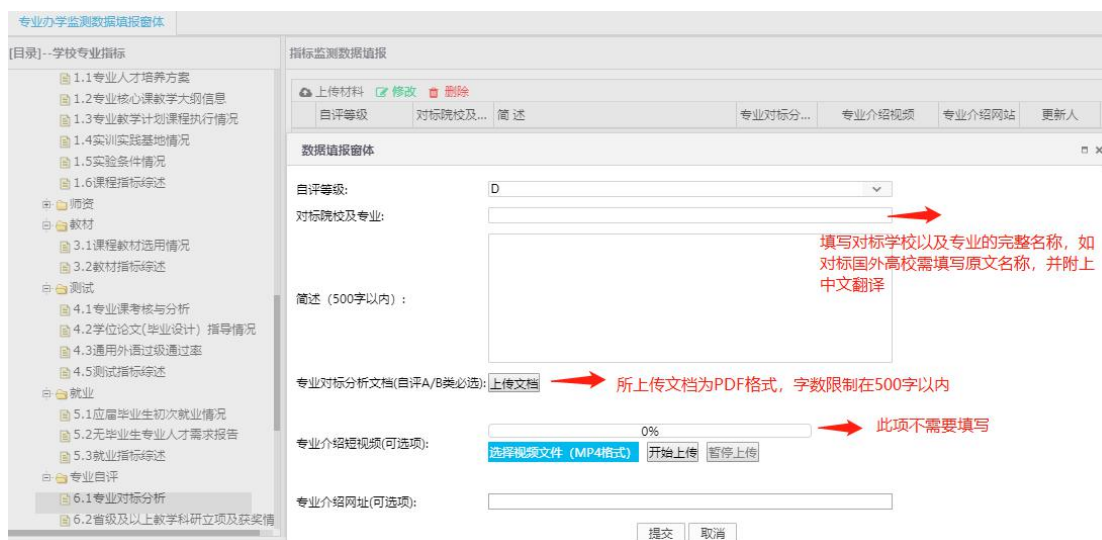 专业办学监测数据填报窗体
[目录]--学校专业指标
1.1专业人才培养方案
1.2专业核心课教学大纲信息
1.3专业教学计划课程执行情况
1.4实训实践基地情况
1.5实验条件情况
1.6课程指标综述
师资
教材
3.1课程教材选用情况
3.2教材指标综述
测试
4.1专业课考核与分析
4.2学位论文(毕业设计)指导情况
4.3通用外语过级通过率
4.5测试指标综述
就业
5.1应届毕业生初次就业情况
5.2无毕业生专业人才需求报告
5.3就业指标综述
专业自评
6.1专业对标分析
6.2省级及以上教学科研立项及获奖情
指标监测数据填报
上传材料 修改 删除
自评等级 对标院校及... 简 述 专业对标分... 专业介绍视频 专业介绍网站 更新人
数据填报窗体
自评等级: D
对标院校及专业:
填写对标学校以及专业的完整名称，如
对标国外高校需填写原文名称，并附上
中文翻译
简述（500字以内）:
专业对标分析文档(自评A/B类必选): 上传文档 所上传文档为PDF格式，字数限制在500字以内
0% 此项不需要填写
专业介绍短视频(可选项): 选择视频文件（MP4格式） 开始上传 暂停上传
专业介绍网址(可选项):
提交 取消